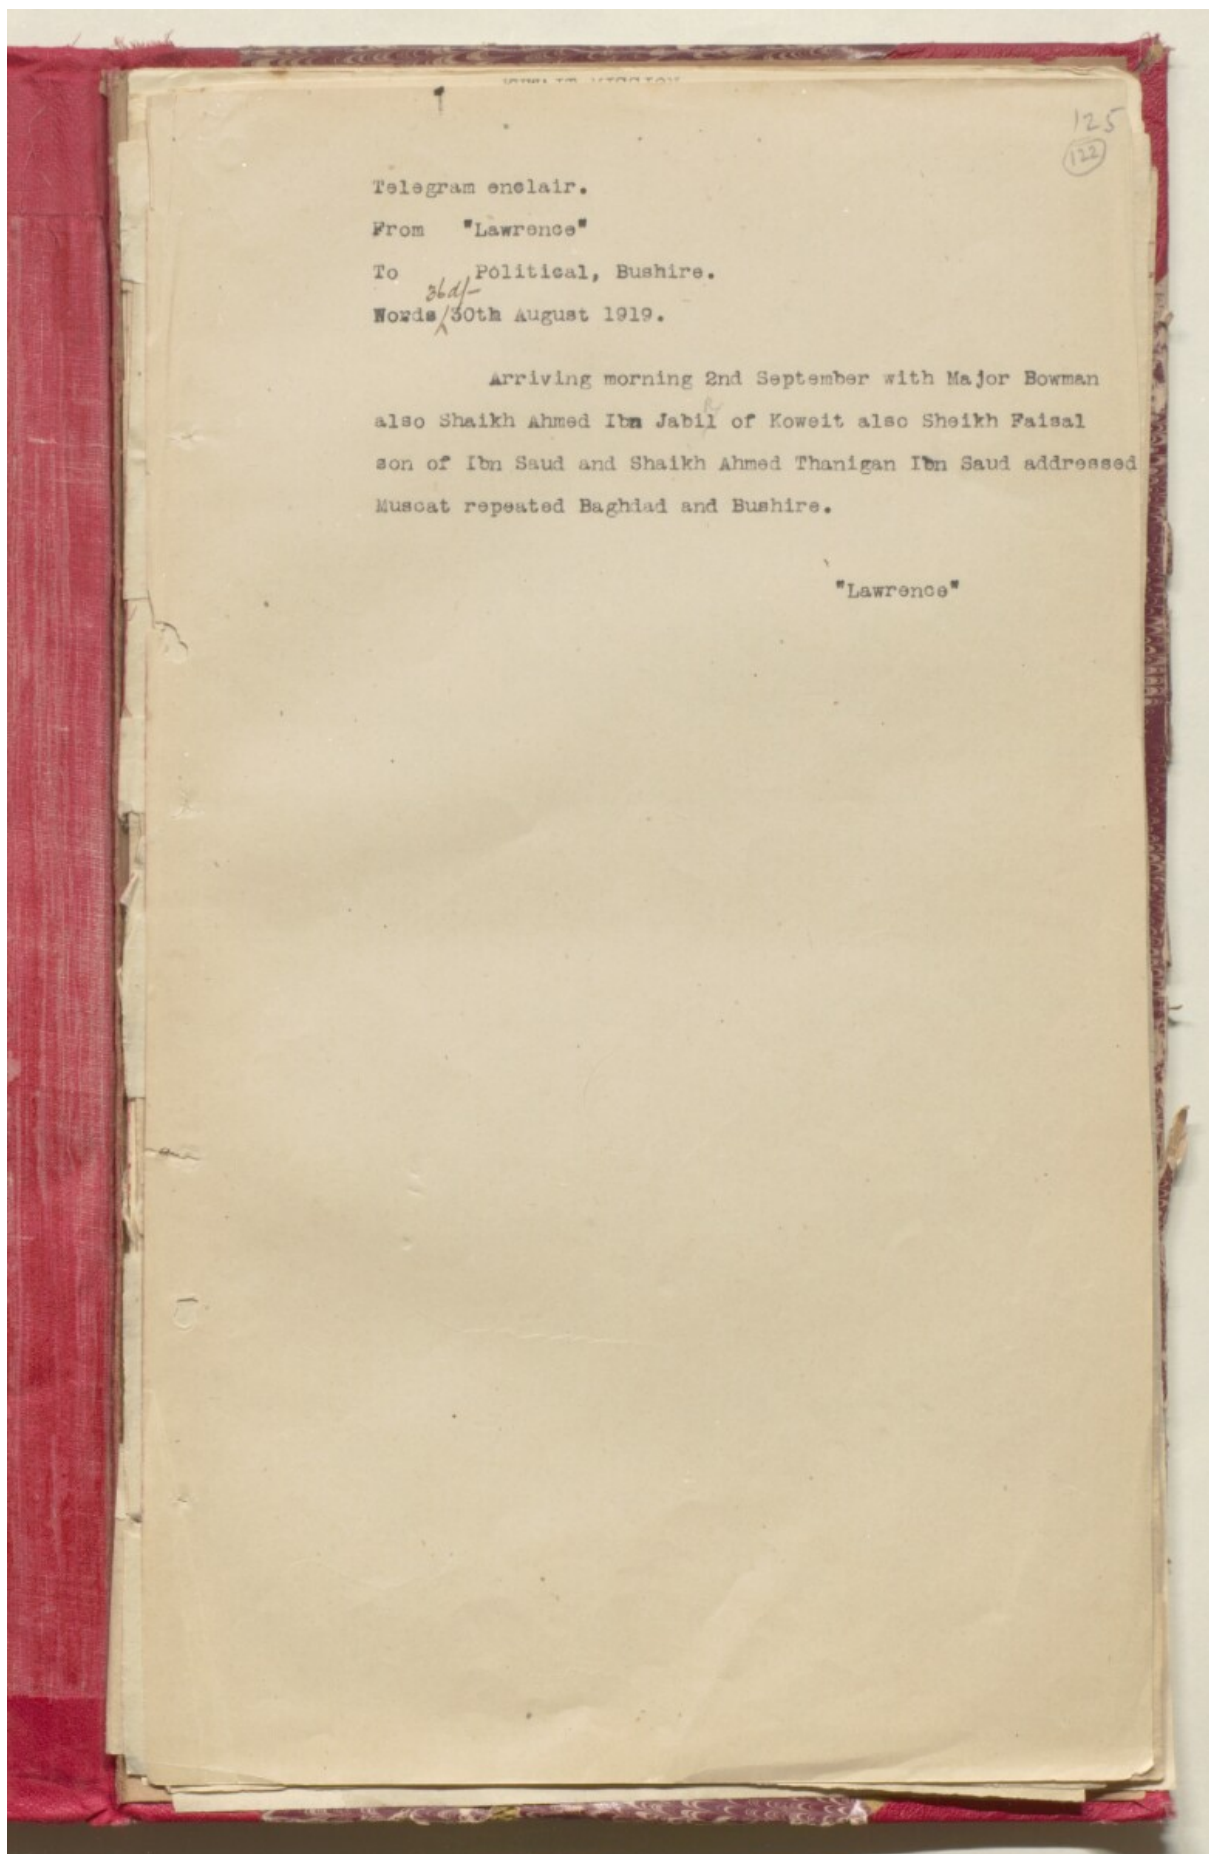 125
122
Telegram enclair.
From "Lawrence"
To Political, Bushire.
36 d/-
Words 30th August 1919.
Arriving morning 2nd September with Major Bowman
also Shaikh Ahmed Ibn Jabir of Koweit also Sheikh Faisal
son of Ibn Saud and Shaikh Ahmed Thanigan Ibn Saud addressed
Muscat repeated Baghdad and Bushire.
"Lawrence"